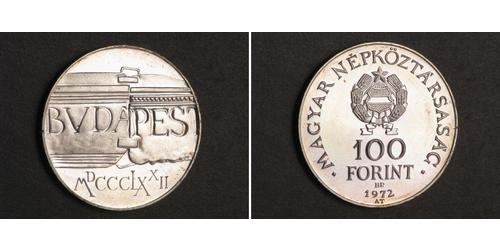 BVDAPEST
MDCCCLXXII
· MAGYAR NÉPKÖZTÁRSASÁG ·
100
FORINT
BP
1972
AT